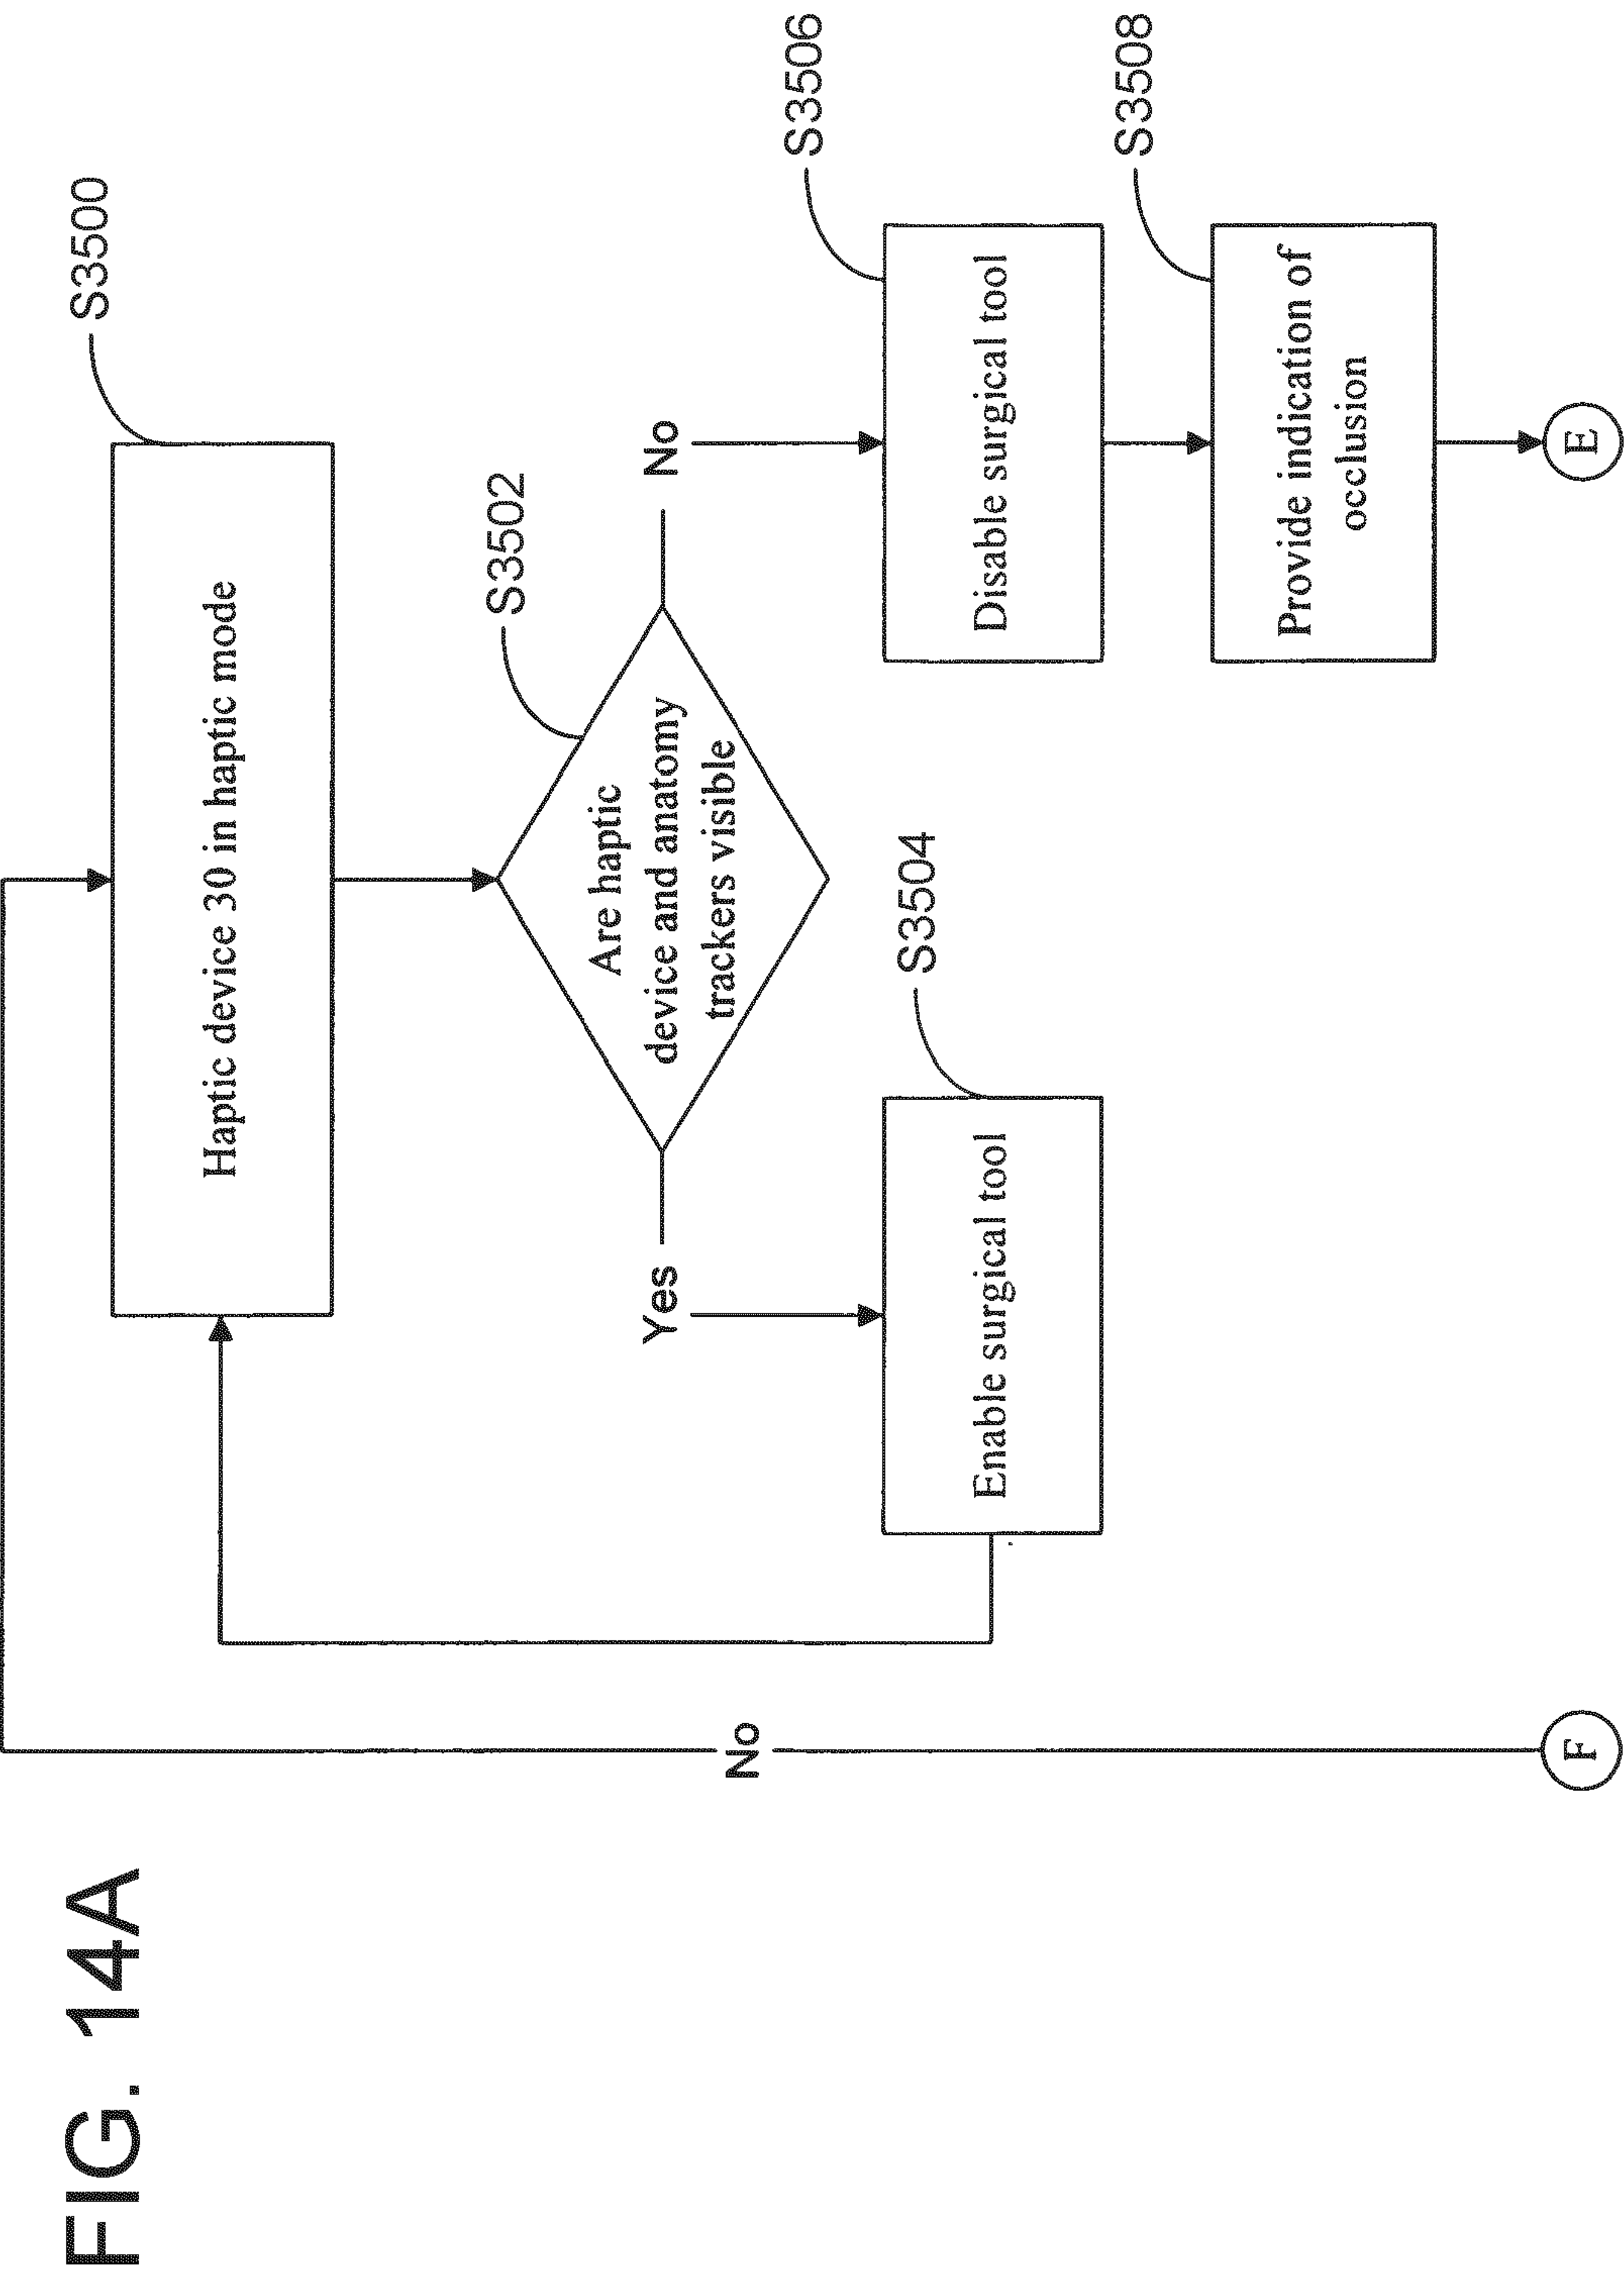 FIG. 14A
S3500
Haptic device 30 in haptic mode
S3502
Are haptic
device and anatomy
trackers visible
Yes
No
S3504
Enable surgical tool
S3506
Disable surgical tool
S3508
Provide indication of
occlusion
No
F
E